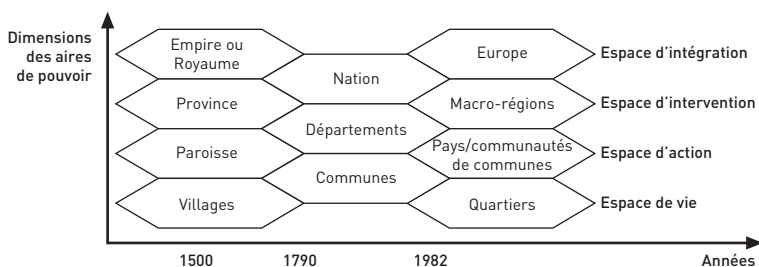 Dimensions
des aires
de pouvoir
Empire ou
Royaume
Europe
Espace d'intégration
Nation
Province
Macro-régions
Espace d'intervention
Départements
Paroisse
Pays/communautés
de communes
Espace d'action
Communes
Villages
Quartiers
Espace de vie
1500
1790
1982
Années